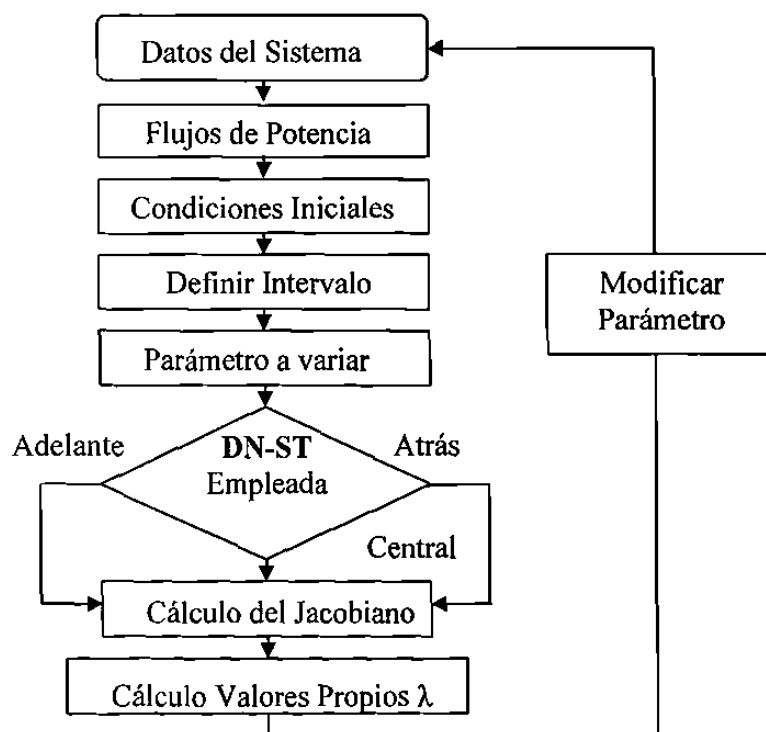 Datos del Sistema
Flujos de Potencia
Condiciones Iniciales
Definir Intervalo
Parámetro a variar
Modificar
Parámetro
Adelante
DN-ST
Empleada
Atrás
Central
Cálculo del Jacobiano
Cálculo Valores Propios λ